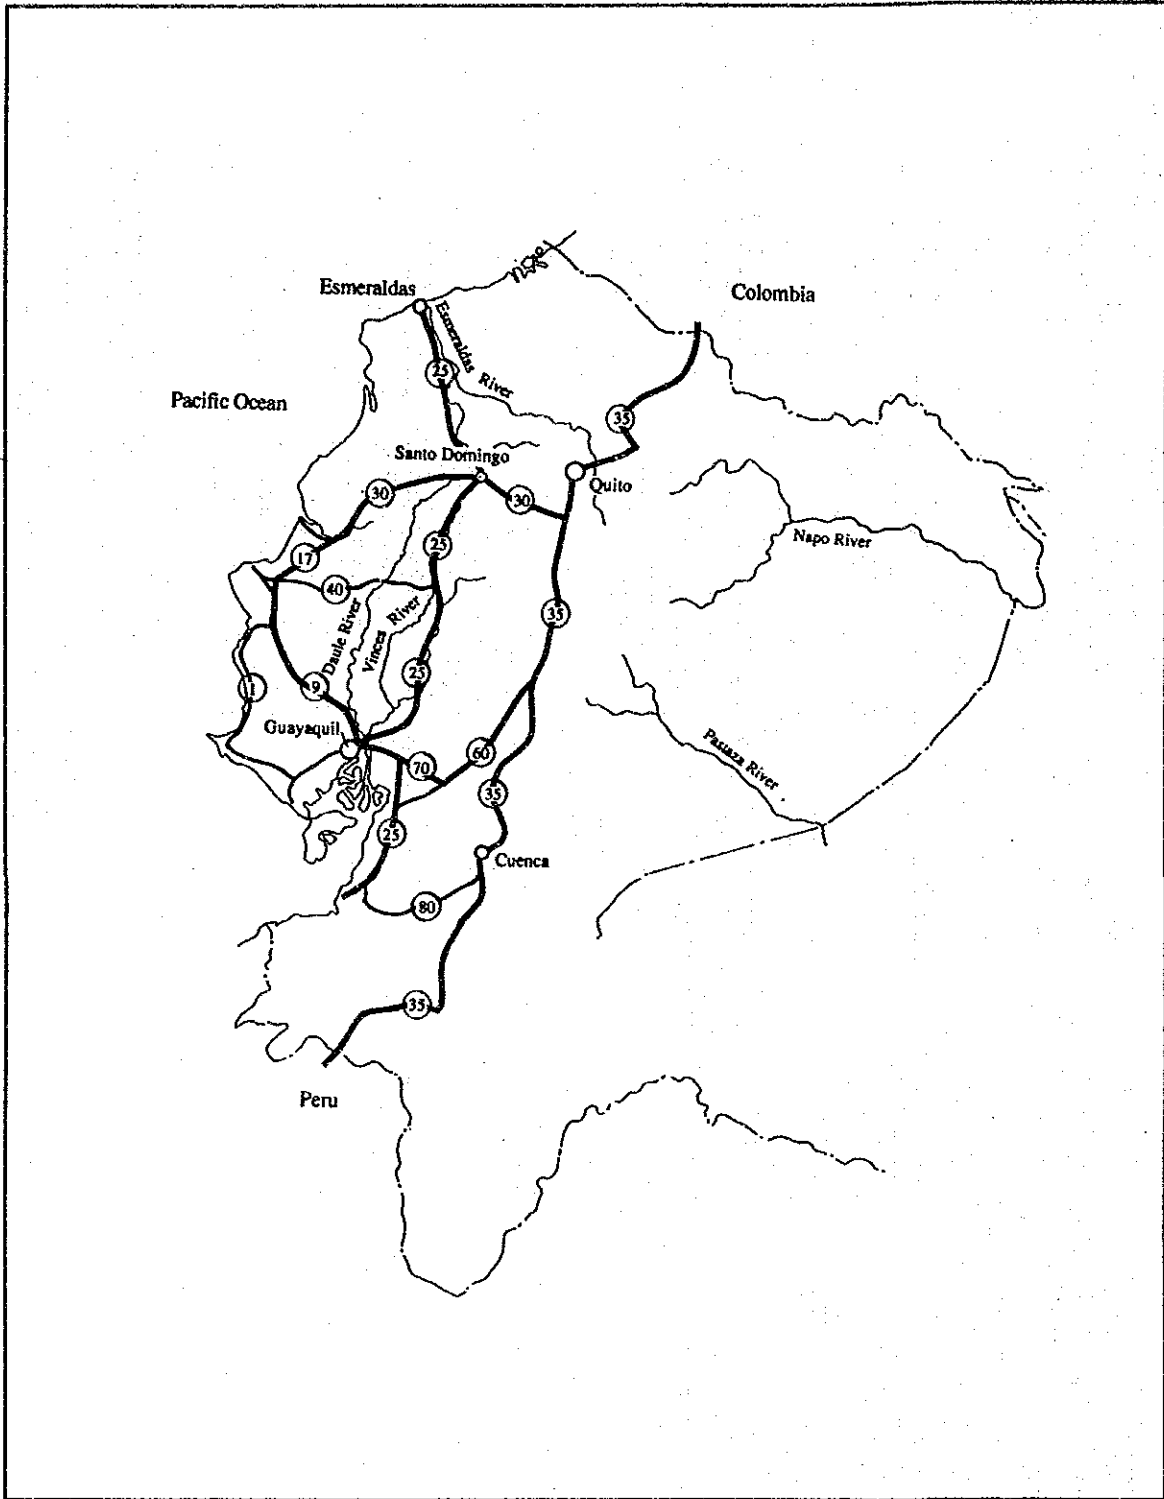 Esmeraldas
Colombia
Esmeraldas River
25
Pacific Ocean
35
Santo Domingo
Quito
30
30
Napo River
25
17
40
35
Daule River
Vinces River
25
1
9
Guayaquil
Pastaza River
60
70
35
25
Cuenca
80
35
Peru